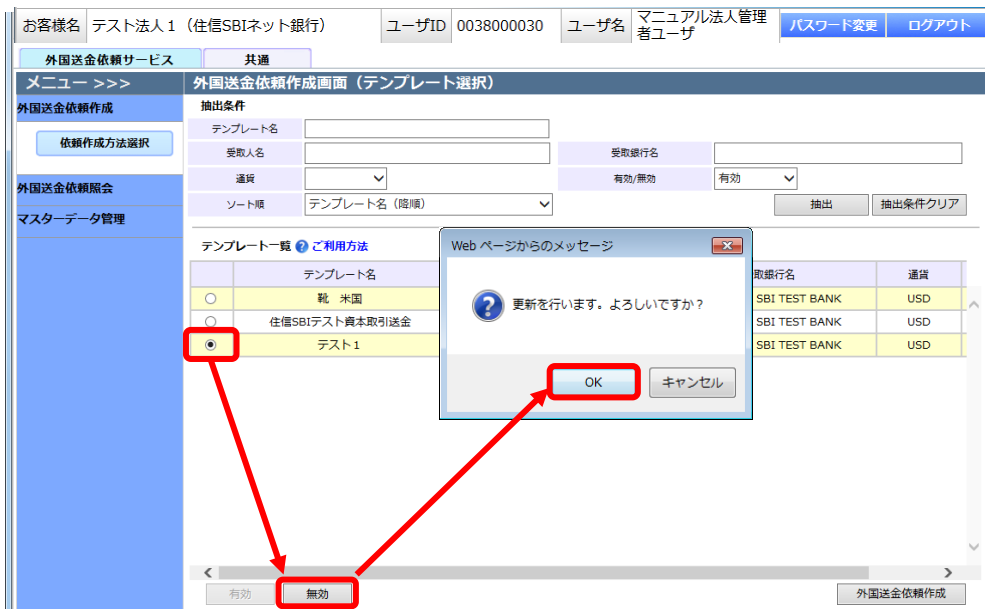 お客様名 テスト法人1（住信SBIネット銀行） ユーザID 0038000030 ユーザ名 マニュアル法人管理者ユーザ パスワード変更 ログアウト
外国送金依頼サービス 共通
メニュー >>> 外国送金依頼作成画面（テンプレート選択）
外国送金依頼作成
依頼作成方法選択
外国送金依頼照会
マスターデータ管理
抽出条件
テンプレート名
受取人名 受取銀行名
通貨 有効/無効 有効
ソート順 テンプレート名（降順） 抽出 抽出条件クリア
テンプレート一覧 ? ご利用方法
テンプレート名 取銀行名 通貨
靴 米国 SBI TEST BANK USD
住信SBIテスト資本取引送金 SBI TEST BANK USD
テスト1 SBI TEST BANK USD
Web ページからのメッセージ
? 更新を行います。よろしいですか？
OK キャンセル
有効 無効 外国送金依頼作成